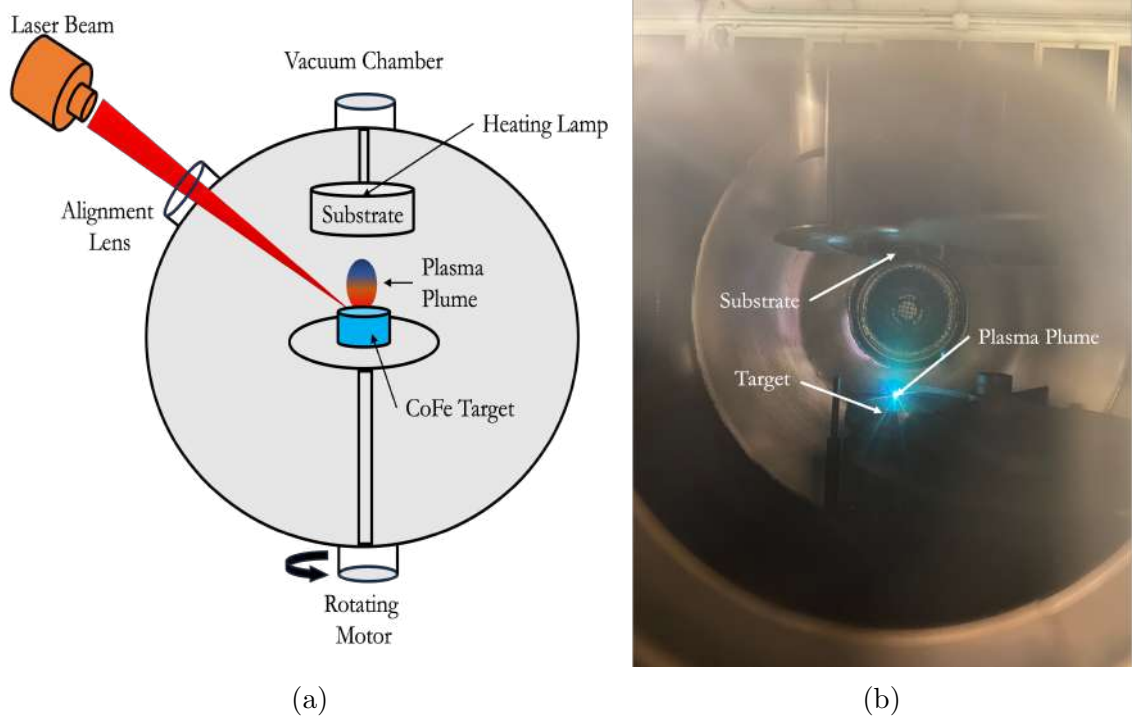 Laser Beam
Vacuum Chamber
Heating Lamp
Substrate
Alignment
Lens
Plasma
Plume
CoFe Target
Rotating
Motor
(a)
Substrate
Plasma Plume
Target
(b)